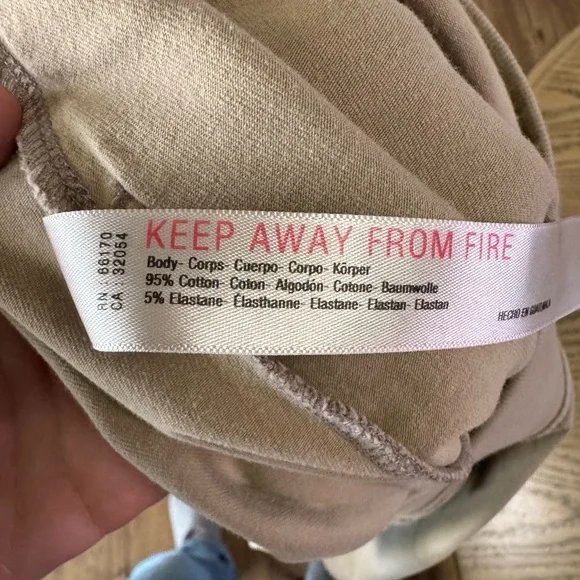 RN : 66170
CA : 32054
KEEP AWAY FROM FIRE
Body- Corps- Cuerpo- Corpo- Körper
95% Cotton- Coton- Algodón- Cotone- Baumwolle
5% Elastane- Élasthanne- Elastane- Elastan- Elastan
HECHO EN GUATEMALA